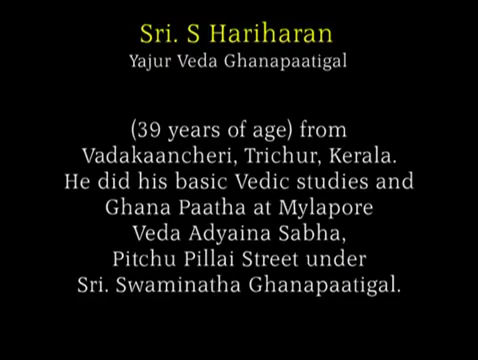 Sri. S Hariharan
Yajur Veda Ghanapaatigal
(39 years of age) from
Vadakaancheri, Trichur, Kerala.
He did his basic Vedic studies and
Ghana Paatha at Mylapore
Veda Adyaina Sabha,
Pitchu Pillai Street under
Sri. Swaminatha Ghanapaatigal.